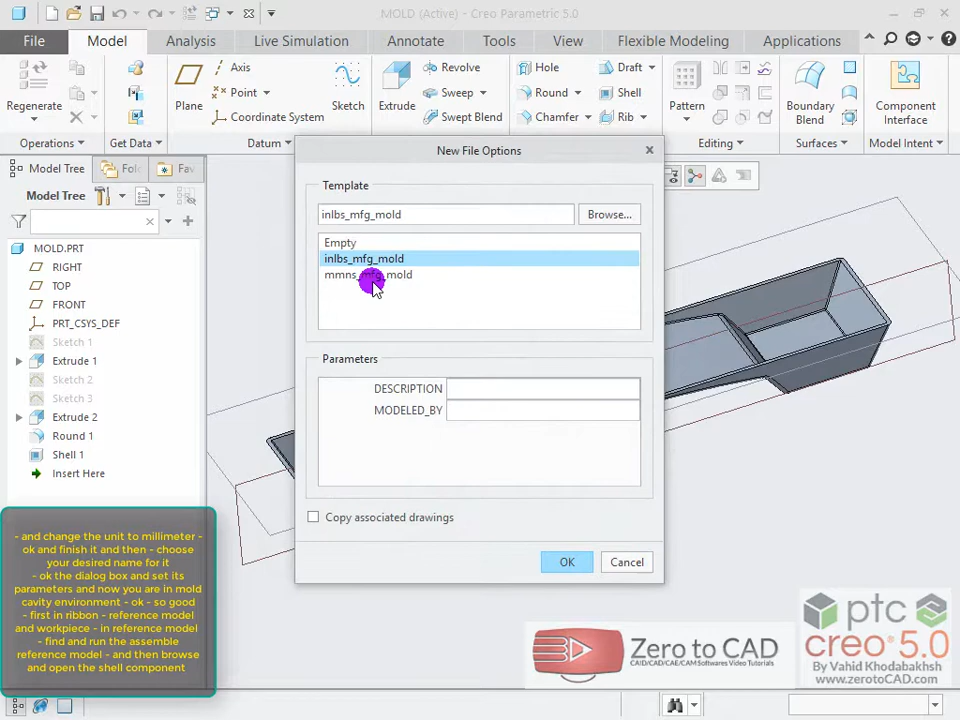 MOLD (Active) - Creo Parametric 5.0
File
Model
Analysis
Live Simulation
Annotate
Tools
View
Flexible Modeling
Applications
Regenerate
Operations
Get Data
Plane
Axis
Point
Coordinate System
Sketch
Datum
Extrude
Revolve
Sweep
Swept Blend
Hole
Round
Chamfer
Draft
Shell
Rib
Pattern
Editing
Boundary
Blend
Surfaces
Component
Interface
Model Intent
Model Tree
Fol
Fav
Model Tree
MOLD.PRT
RIGHT
TOP
FRONT
PRT_CSYS_DEF
Sketch 1
Extrude 1
Sketch 2
Sketch 3
Extrude 2
Round 1
Shell 1
Insert Here
New File Options
Template
inlbs_mfg_mold
Browse...
Empty
inlbs_mfg_mold
mmns_mfg_mold
Parameters
DESCRIPTION
MODELED_BY
Copy associated drawings
OK
Cancel
- and change the unit to millimeter -
ok and finish it and then - choose
your desired name for it
- ok the dialog box and set its
parameters and now you are in mold
cavity environment - ok - so good
- first in ribbon - reference model
and workpiece - in reference model
- find and run the assemble
reference model - and then browse
and open the shell component
Zero to CAD
CAID/CAD/CAE/CAM Softwares Video Tutorials
ptc
creo 5.0
By Vahid Khodabakhsh
www.zerotoCAD.com